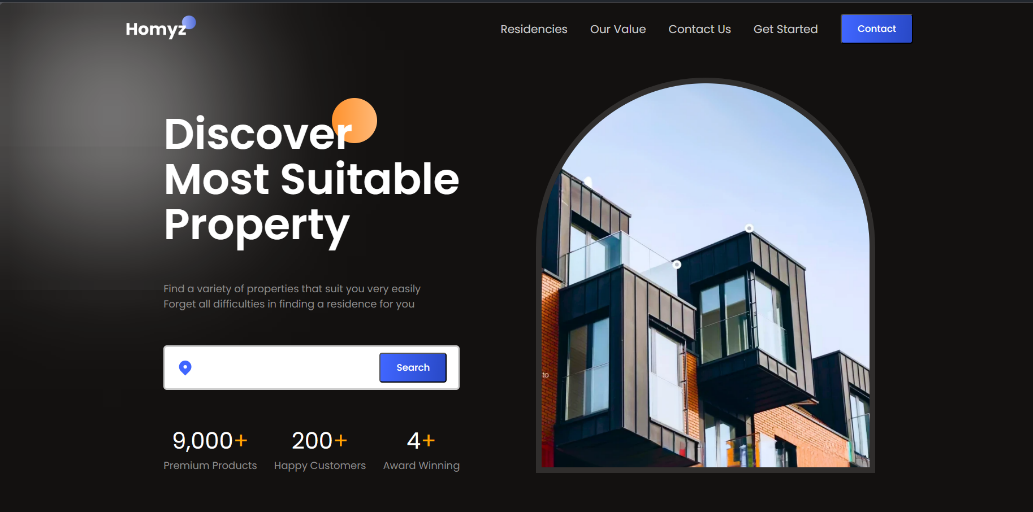 Homyz
Residencies
Our Value
Contact Us
Get Started
Contact
Discover
Most Suitable
Property
Find a variety of properties that suit you very easily
Forget all difficulties in finding a residence for you
Search
9,000+
200+
4+
Premium Products
Happy Customers
Award Winning
to